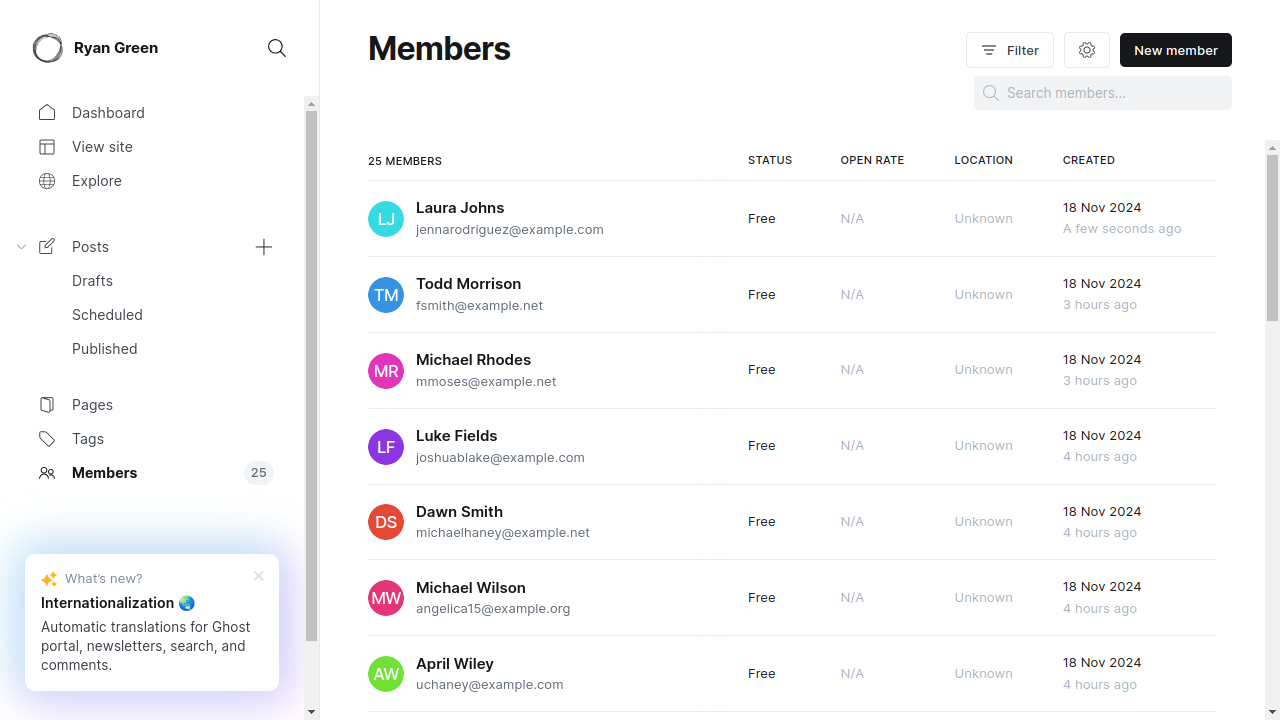 Ryan Green
Dashboard
View site
Explore
Posts
Drafts
Scheduled
Published
Pages
Tags
Members 25
What's new?
Internationalization 🌏
Automatic translations for Ghost
portal, newsletters, search, and
comments.
Members
Filter
New member
Search members...
25 MEMBERS STATUS OPEN RATE LOCATION CREATED
LJ Laura Johns Free N/A Unknown 18 Nov 2024
jennarodriguez@example.com A few seconds ago
TM Todd Morrison Free N/A Unknown 18 Nov 2024
fsmith@example.net 3 hours ago
MR Michael Rhodes Free N/A Unknown 18 Nov 2024
mmoses@example.net 3 hours ago
LF Luke Fields Free N/A Unknown 18 Nov 2024
joshuablake@example.com 4 hours ago
DS Dawn Smith Free N/A Unknown 18 Nov 2024
michaelhaney@example.net 4 hours ago
MW Michael Wilson Free N/A Unknown 18 Nov 2024
angelica15@example.org 4 hours ago
AW April Wiley Free N/A Unknown 18 Nov 2024
uchaney@example.com 4 hours ago